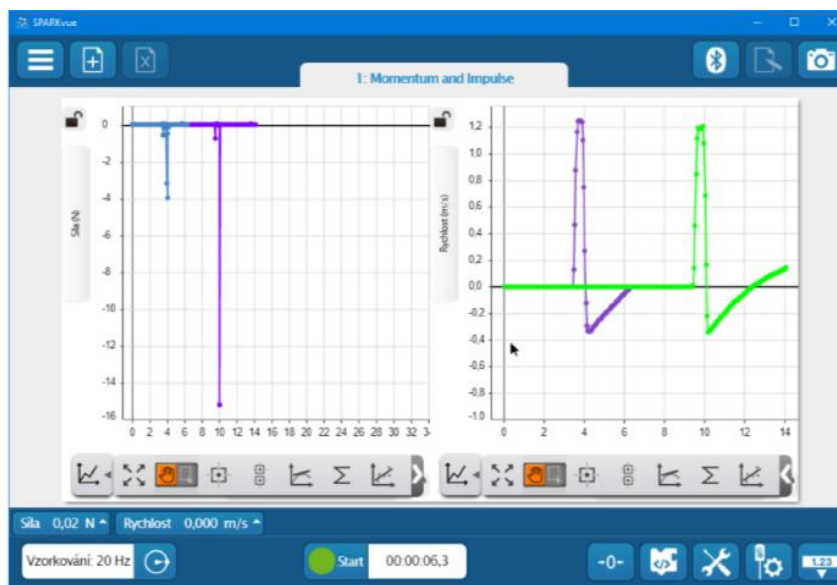 SPARKvue
1: Momentum and Impulse
Síla (N)
0
-2
-4
-6
-8
-10
-12
-14
-16
0 2 4 6 8 10 12 14 16 18 20 22 24 26 28 30 32 3-
Rychlost (m/s)
1,2
1,0
0,8
0,6
0,4
0,2
0,0
-0,2
-0,4
-0,6
-0,8
-1,0
0 2 4 6 8 10 12 14
Síla 0,02 N Rychlost 0,000 m/s
Vzorkování: 20 Hz Start 00:00:06,3 -0- 1.23